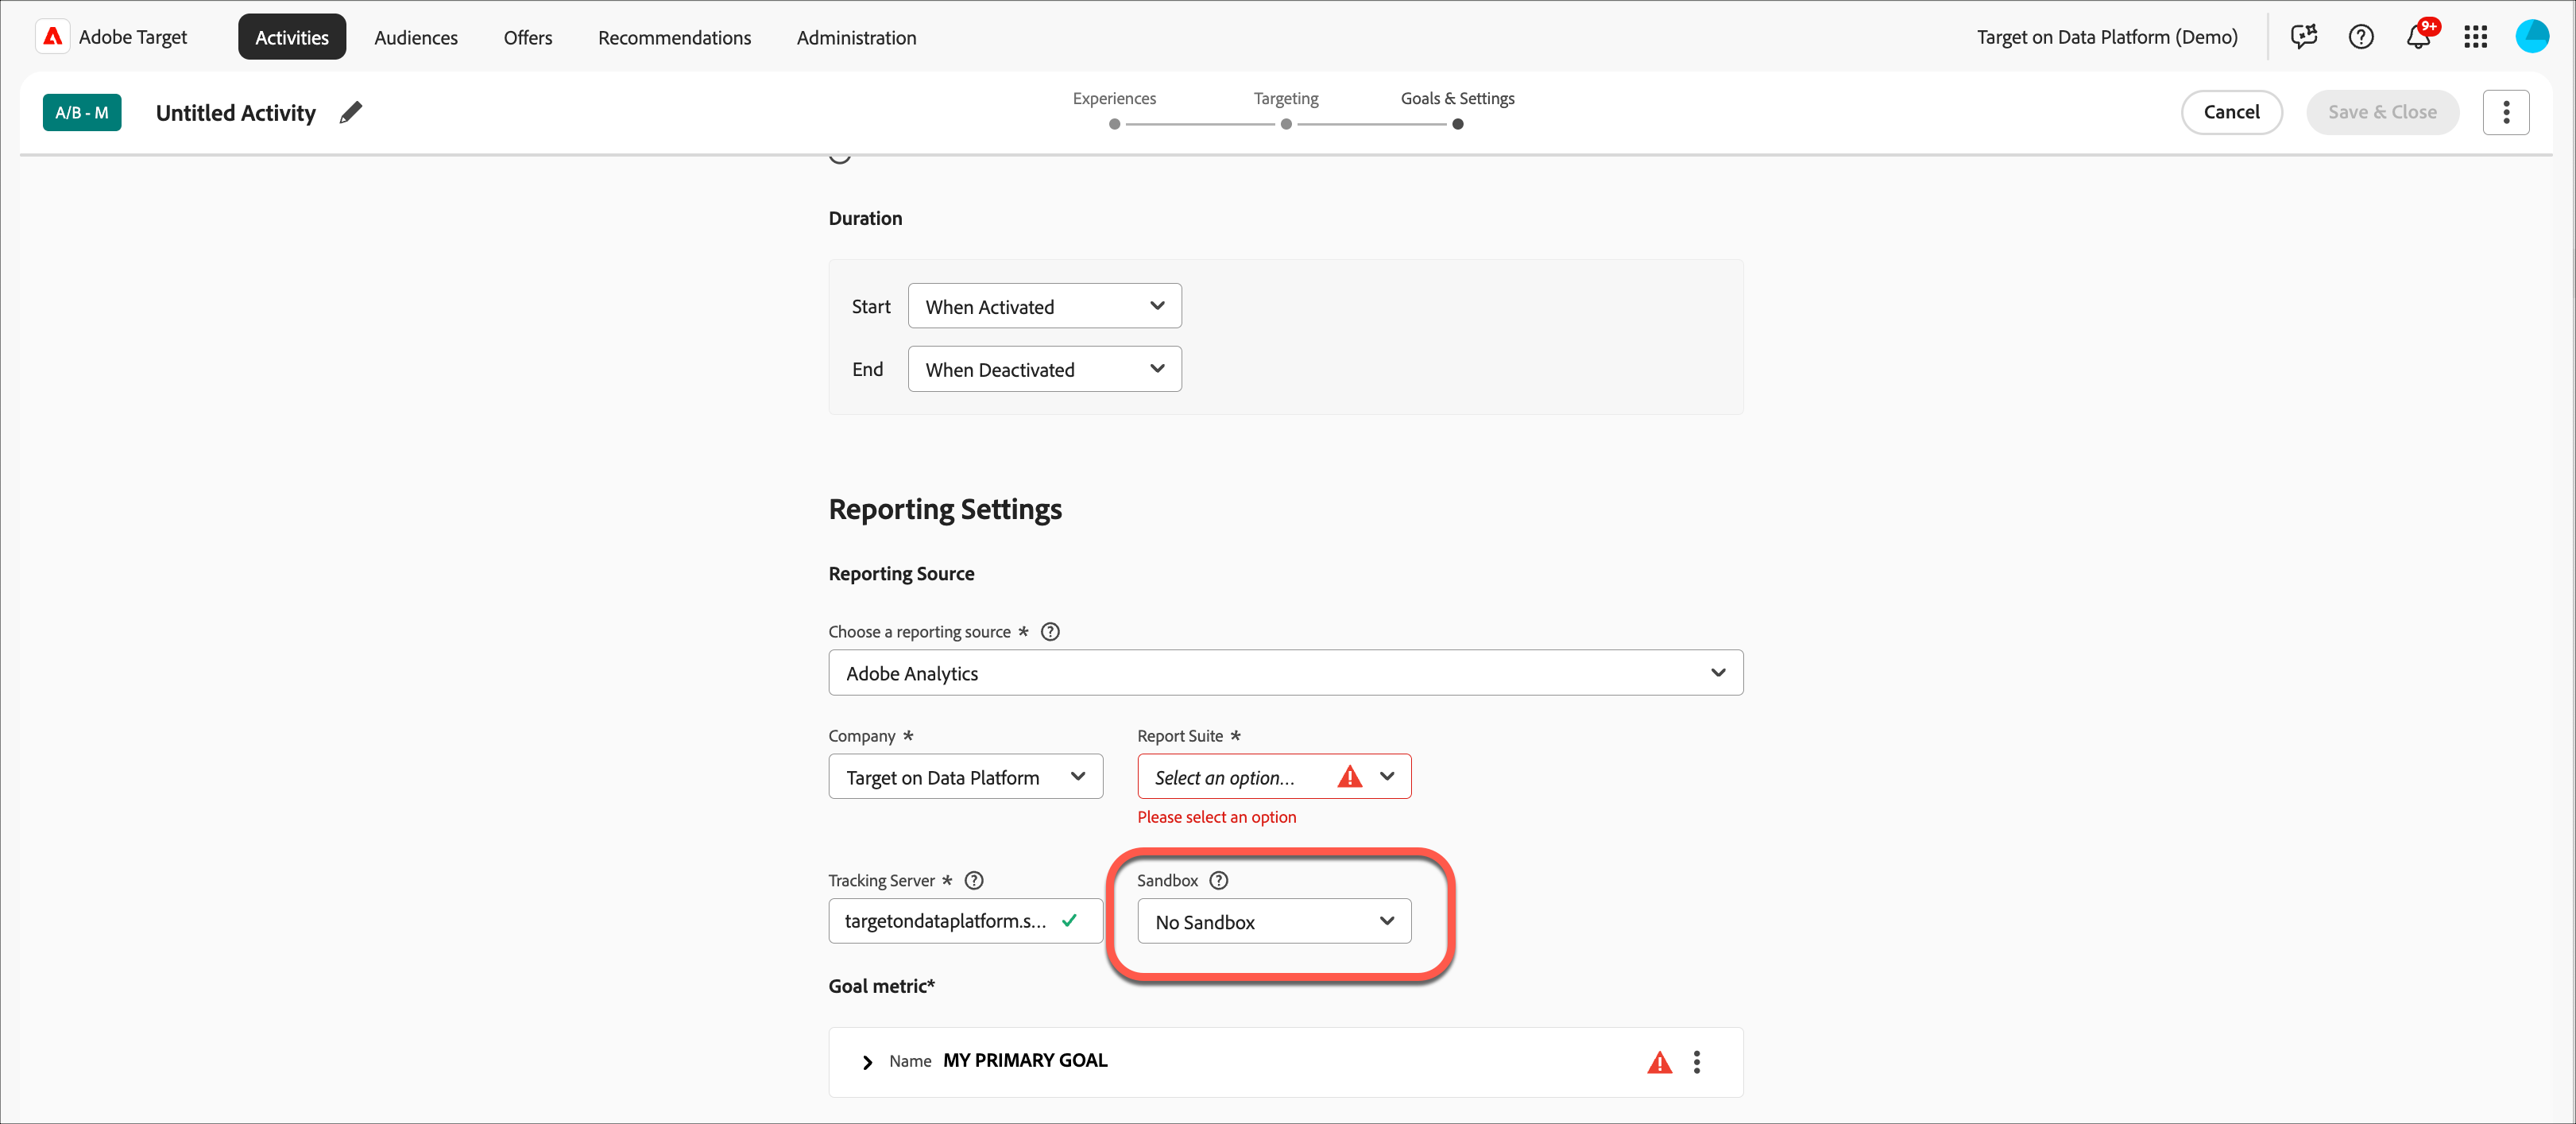 Adobe Target
Activities
Audiences
Offers
Recommendations
Administration
Target on Data Platform (Demo)
9+
A/B - M
Untitled Activity
Experiences
Targeting
Goals & Settings
Cancel
Save & Close
Duration
Start
When Activated
End
When Deactivated
Reporting Settings
Reporting Source
Choose a reporting source *
Adobe Analytics
Company *
Report Suite *
Target on Data Platform
Select an option...
Please select an option
Tracking Server *
Sandbox
targetondataplatform.s...
No Sandbox
Goal metric*
Name MY PRIMARY GOAL